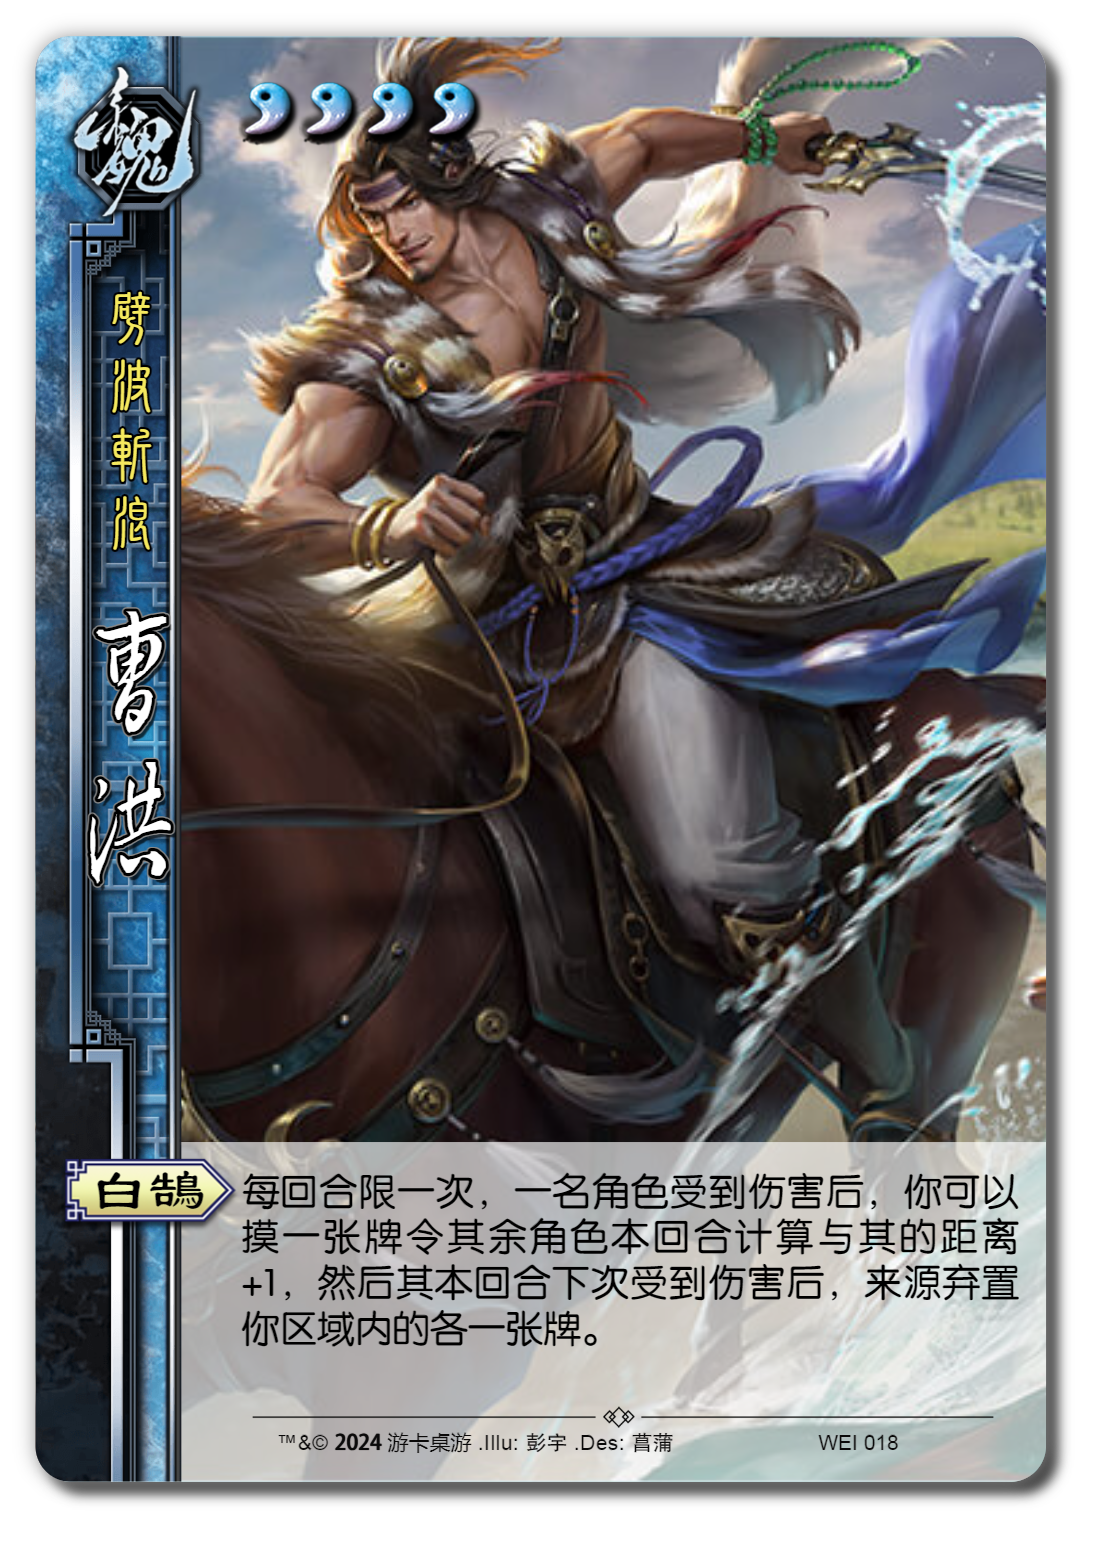 魏
劈波斬浪
曹洪
白鵠
每回合限一次，一名角色受到伤害后，你可以
摸一张牌令其余角色本回合计算与其的距离
+1，然后其本回合下次受到伤害后，来源弃置
你区域内的各一张牌。
™&© 2024 游卡桌游 .Illu: 彭宇 .Des: 菖蒲
WEI 018